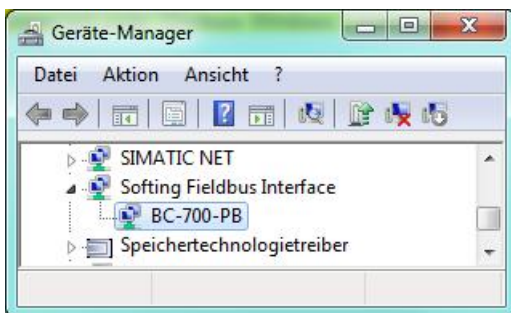 Geräte-Manager
Datei Aktion Ansicht ?
SIMATIC NET
Softing Fieldbus Interface
BC-700-PB
Speichertechnologietreiber